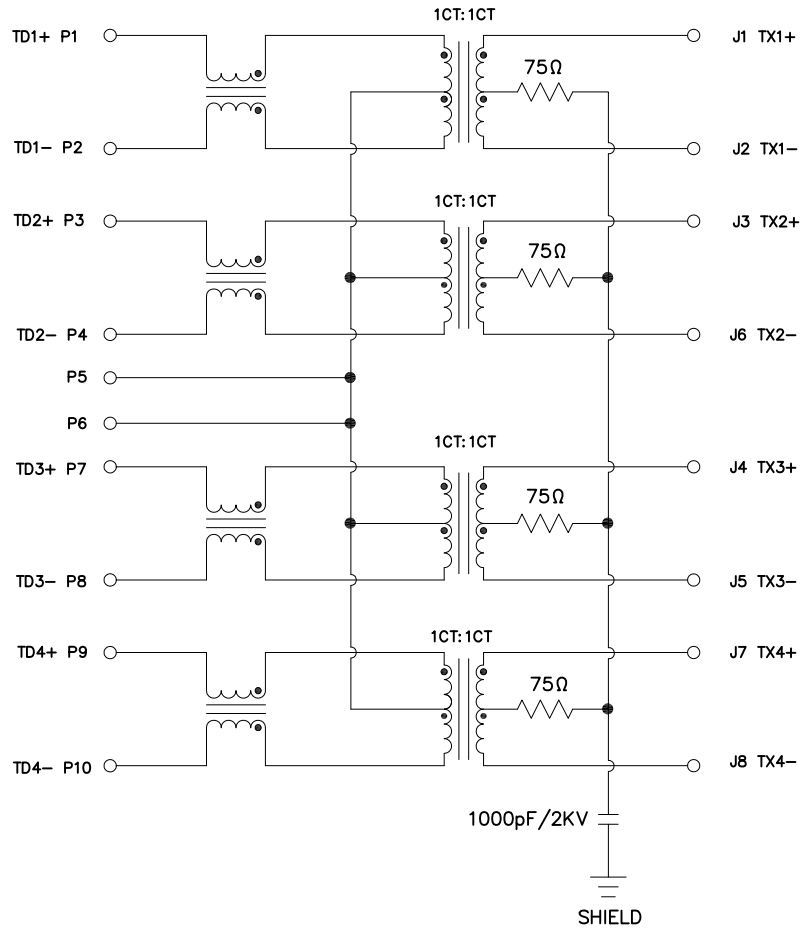 1CT:1CT
TD1+ P1
J1 TX1+
75Ω
TD1- P2
J2 TX1-
1CT:1CT
TD2+ P3
J3 TX2+
75Ω
TD2- P4
J6 TX2-
P5
P6
1CT:1CT
TD3+ P7
J4 TX3+
75Ω
TD3- P8
J5 TX3-
1CT:1CT
TD4+ P9
J7 TX4+
75Ω
TD4- P10
J8 TX4-
1000pF/2KV
SHIELD